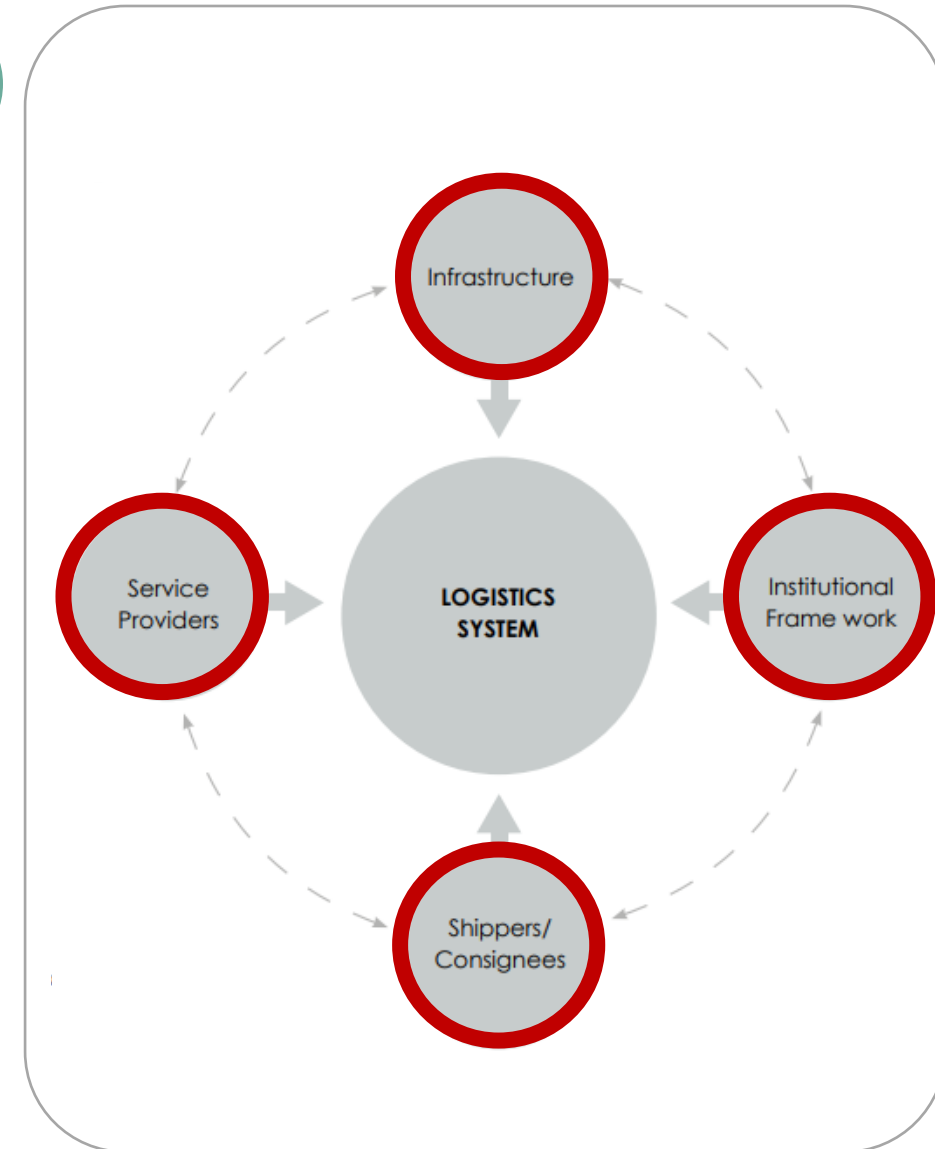 Infrastructure
Service
Providers
LOGISTICS
SYSTEM
Institutional
Frame work
Shippers/
Consignees